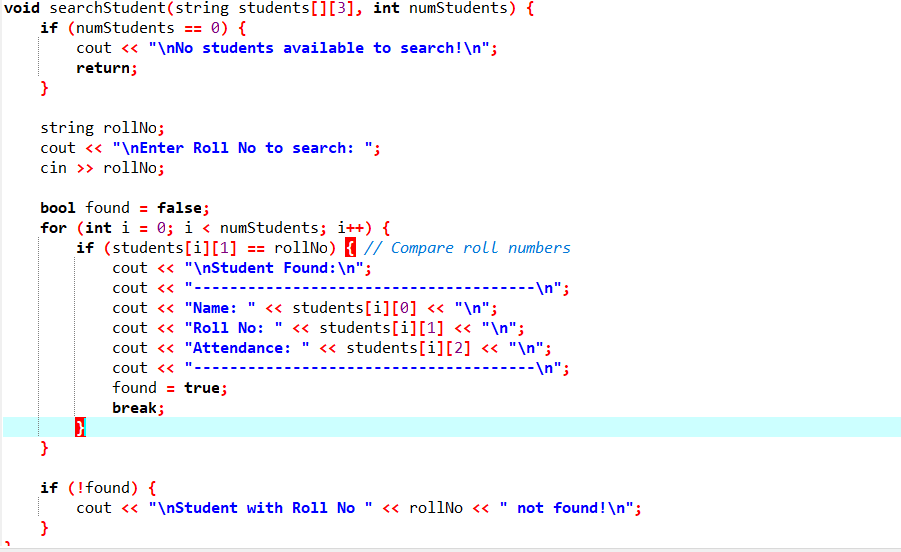 void searchStudent(string students[][3], int numStudents) {
    if (numStudents == 0) {
        cout << "\nNo students available to search!\n";
        return;
    }

    string rollNo;
    cout << "\nEnter Roll No to search: ";
    cin >> rollNo;

    bool found = false;
    for (int i = 0; i < numStudents; i++) {
        if (students[i][1] == rollNo) { // Compare roll numbers
            cout << "\nStudent Found:\n";
            cout << "--------------------------------------\n";
            cout << "Name: " << students[i][0] << "\n";
            cout << "Roll No: " << students[i][1] << "\n";
            cout << "Attendance: " << students[i][2] << "\n";
            cout << "--------------------------------------\n";
            found = true;
            break;
        }
    }

    if (!found) {
        cout << "\nStudent with Roll No " << rollNo << " not found!\n";
    }
}